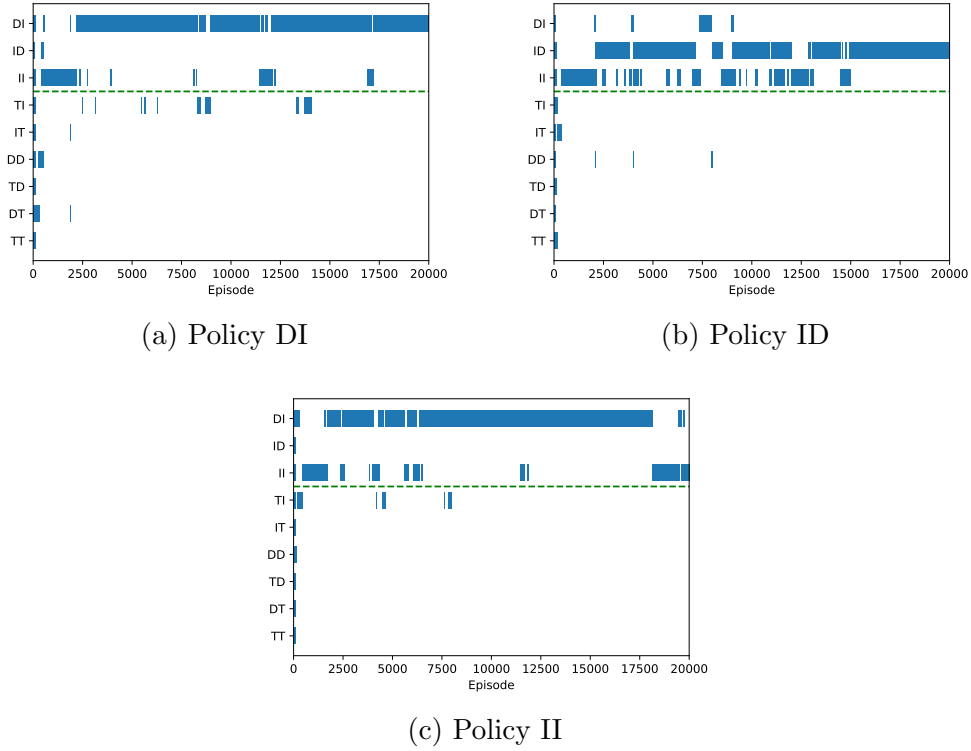 DI
ID
II
TI
IT
DD
TD
DT
TT
0 2500 5000 7500 10000 12500 15000 17500 20000
Episode
(a) Policy DI
DI
ID
II
TI
IT
DD
TD
DT
TT
0 2500 5000 7500 10000 12500 15000 17500 20000
Episode
(b) Policy ID
DI
ID
II
TI
IT
DD
TD
DT
TT
0 2500 5000 7500 10000 12500 15000 17500 20000
Episode
(c) Policy II